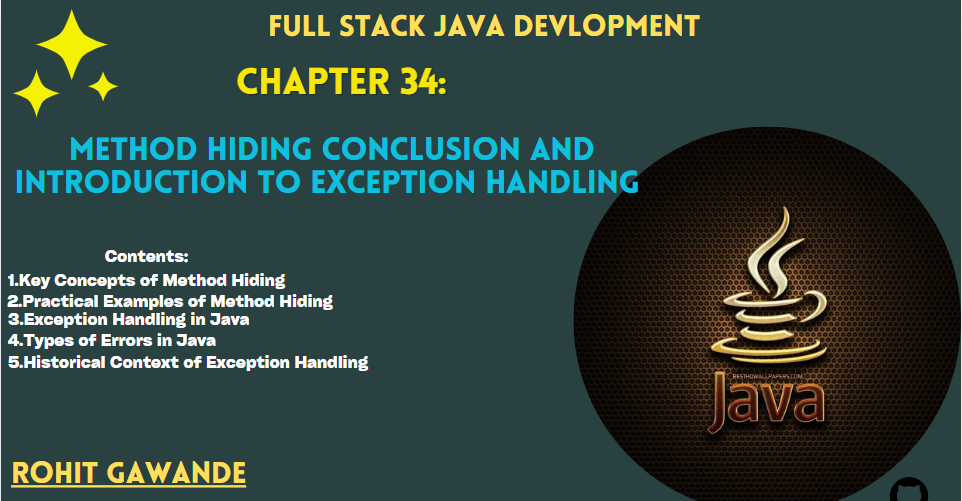 FULL STACK JAVA DEVLOPMENT
CHAPTER 34:
METHOD HIDING CONCLUSION AND
INTRODUCTION TO EXCEPTION HANDLING
Contents:
1.Key Concepts of Method Hiding
2.Practical Examples of Method Hiding
3.Exception Handling in Java
4.Types of Errors in Java
5.Historical Context of Exception Handling
BESTHDWALLPAPERS.COM
Java
ROHIT GAWANDE